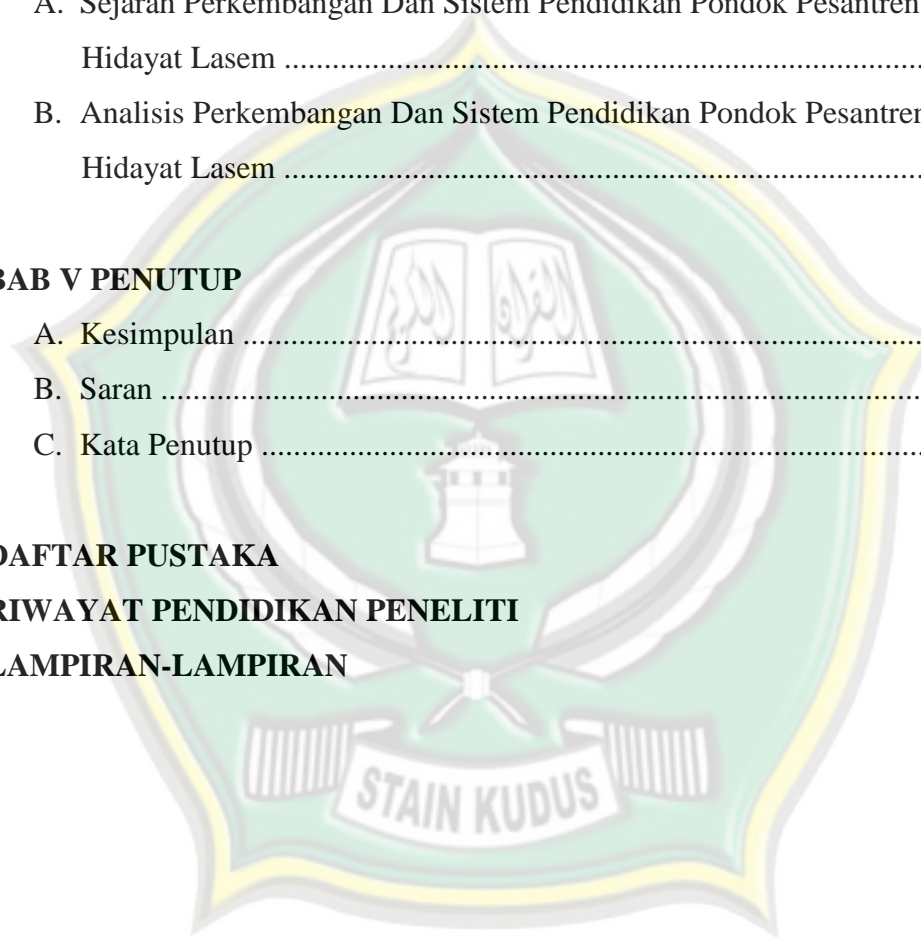 A. Sejarah Perkembangan Dan Sistem Pendidikan Pondok Pesantren
Hidayat Lasem ................................................................................
B. Analisis Perkembangan Dan Sistem Pendidikan Pondok Pesantren
Hidayat Lasem ................................................................................
BAB V PENUTUP
A. Kesimpulan .....................................................................................
B. Saran ...............................................................................................
C. Kata Penutup ...................................................................................
DAFTAR PUSTAKA
RIWAYAT PENDIDIKAN PENELITI
LAMPIRAN-LAMPIRAN
STAIN KUDUS